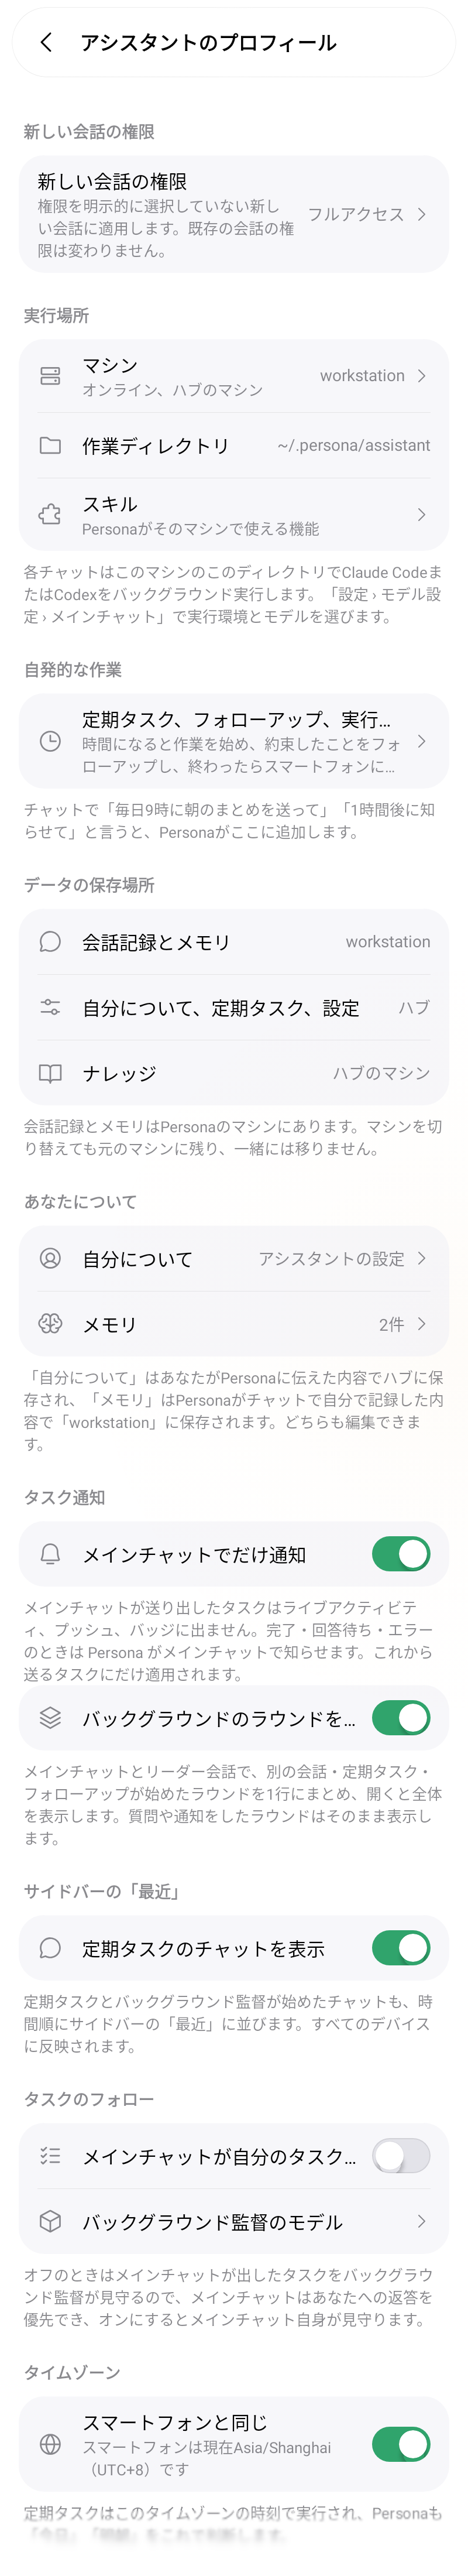 アシスタントのプロフィール
新しい会話の権限
新しい会話の権限
権限を明示的に選択していない新し
い会話に適用します。既存の会話の権
限は変わりません。
フルアクセス
実行場所
マシン
オンライン、ハブのマシン
workstation
作業ディレクトリ
~/.persona/assistant
スキル
Personaがそのマシンで使える機能
各チャットはこのマシンのこのディレクトリでClaude Codeま
たはCodexをバックグラウンド実行します。「設定 › モデル設
定 › メインチャット」で実行環境とモデルを選びます。
自発的な作業
定期タスク、フォローアップ、実行...
時間になると作業を始め、約束したことをフォ
ローアップし、終わったらスマートフォンに...
チャットで「毎日9時に朝のまとめを送って」「1時間後に知
らせて」と言うと、Personaがここに追加します。
データの保存場所
会話記録とメモリ
workstation
自分について、定期タスク、設定
ハブ
ナレッジ
ハブのマシン
会話記録とメモリはPersonaのマシンにあります。マシンを切
り替えても元のマシンに残り、一緒には移りません。
あなたについて
自分について
アシスタントの設定
メモリ
2件
「自分について」はあなたがPersonaに伝えた内容でハブに保
存され、「メモリ」はPersonaがチャットで自分で記録した内
容で「workstation」に保存されます。どちらも編集できま
す。
タスク通知
メインチャットでだけ通知
メインチャットが送り出したタスクはライブアクティビテ
ィ、プッシュ、バッジに出ません。完了・回答待ち・エラー
のときは Persona がメインチャットで知らせます。これから
送るタスクにだけ適用されます。
バックグラウンドのラウンドを...
メインチャットとリーダー会話で、別の会話・定期タスク・
フォローアップが始めたラウンドを1行にまとめ、開くと全体
を表示します。質問や通知をしたラウンドはそのまま表示し
ます。
サイドバーの「最近」
定期タスクのチャットを表示
定期タスクとバックグラウンド監督が始めたチャットも、時
間順にサイドバーの「最近」に並びます。すべてのデバイス
に反映されます。
タスクのフォロー
メインチャットが自分のタスク...
バックグラウンド監督のモデル
オフのときはメインチャットが出したタスクをバックグラウ
ンド監督が見守るので、メインチャットはあなたへの返答を
優先でき、オンにするとメインチャット自身が見守ります。
タイムゾーン
スマートフォンと同じ
スマートフォンは現在Asia/Shanghai
（UTC+8）です
定期タスクはこのタイムゾーンの時刻で実行され、Personaも